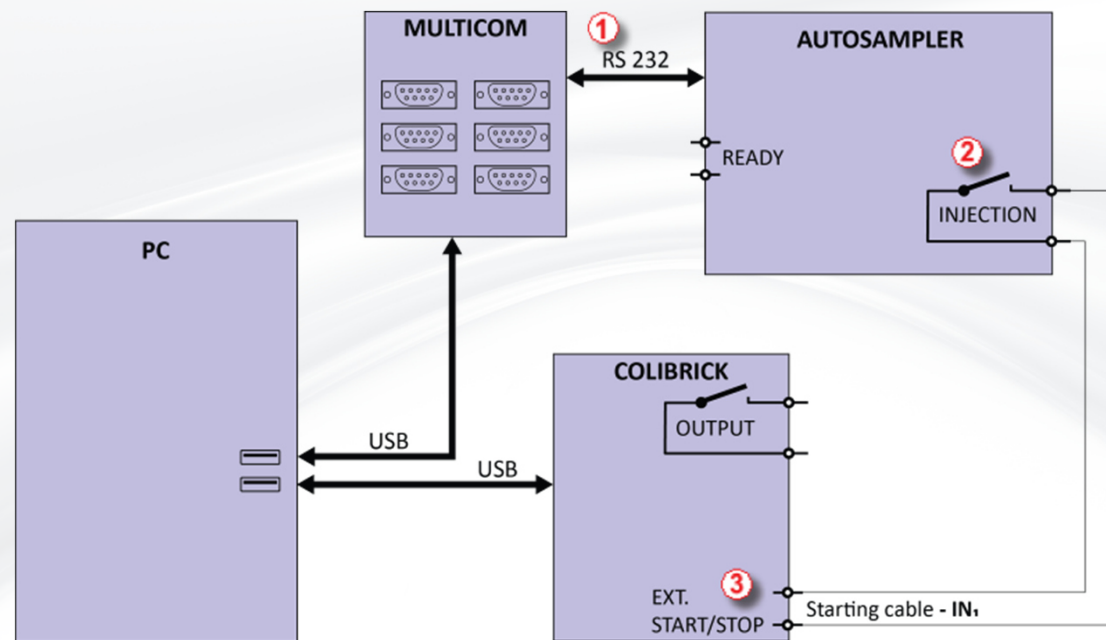 MULTICOM
1
RS 232
AUTOSAMPLER
READY
2
INJECTION
PC
COLIBRICK
OUTPUT
USB
USB
EXT.
3
START/STOP
Starting cable - IN₁